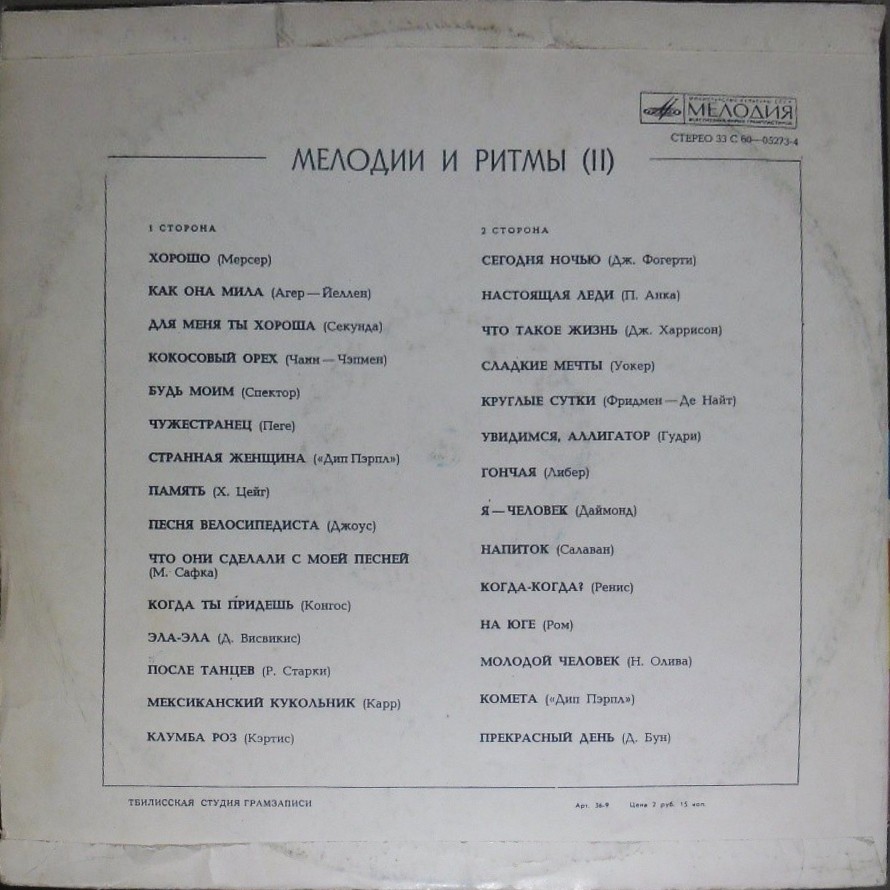 МЕЛОДИЯ
СТЕРЕО 33 С 60—05273-4
МЕЛОДИИ И РИТМЫ (II)
1 СТОРОНА
ХОРОШО (Мерсер)
КАК ОНА МИЛА (Агер — Йеллен)
ДЛЯ МЕНЯ ТЫ ХОРОША (Секунда)
КОКОСОВЫЙ ОРЕХ (Чанн — Чэпмен)
БУДЬ МОИМ (Спектор)
ЧУЖЕСТРАНЕЦ (Пеге)
СТРАННАЯ ЖЕНЩИНА («Дип Пэрпл»)
ПАМЯТЬ (Х. Цейг)
ПЕСНЯ ВЕЛОСИПЕДИСТА (Джоус)
ЧТО ОНИ СДЕЛАЛИ С МОЕЙ ПЕСНЕЙ
(М. Сафка)
КОГДА ТЫ ПРИДЕШЬ (Конгос)
ЭЛА-ЭЛА (Д. Висвикис)
ПОСЛЕ ТАНЦЕВ (Р. Старки)
МЕКСИКАНСКИЙ КУКОЛЬНИК (Карр)
КЛУМБА РОЗ (Кэртис)
2 СТОРОНА
СЕГОДНЯ НОЧЬЮ (Дж. Фогерти)
НАСТОЯЩАЯ ЛЕДИ (П. Анка)
ЧТО ТАКОЕ ЖИЗНЬ (Дж. Харрисон)
СЛАДКИЕ МЕЧТЫ (Уокер)
КРУГЛЫЕ СУТКИ (Фридмен — Де Найт)
УВИДИМСЯ, АЛЛИГАТОР (Гудри)
ГОНЧАЯ (Либер)
Я — ЧЕЛОВЕК (Даймонд)
НАПИТОК (Салаван)
КОГДА-КОГДА? (Ренис)
НА ЮГЕ (Ром)
МОЛОДОЙ ЧЕЛОВЕК (Н. Олива)
КОМЕТА («Дип Пэрпл»)
ПРЕКРАСНЫЙ ДЕНЬ (Д. Бун)
ТБИЛИССКАЯ СТУДИЯ ГРАМЗАПИСИ
Арт. 36-9 Цена 2 руб. 15 коп.